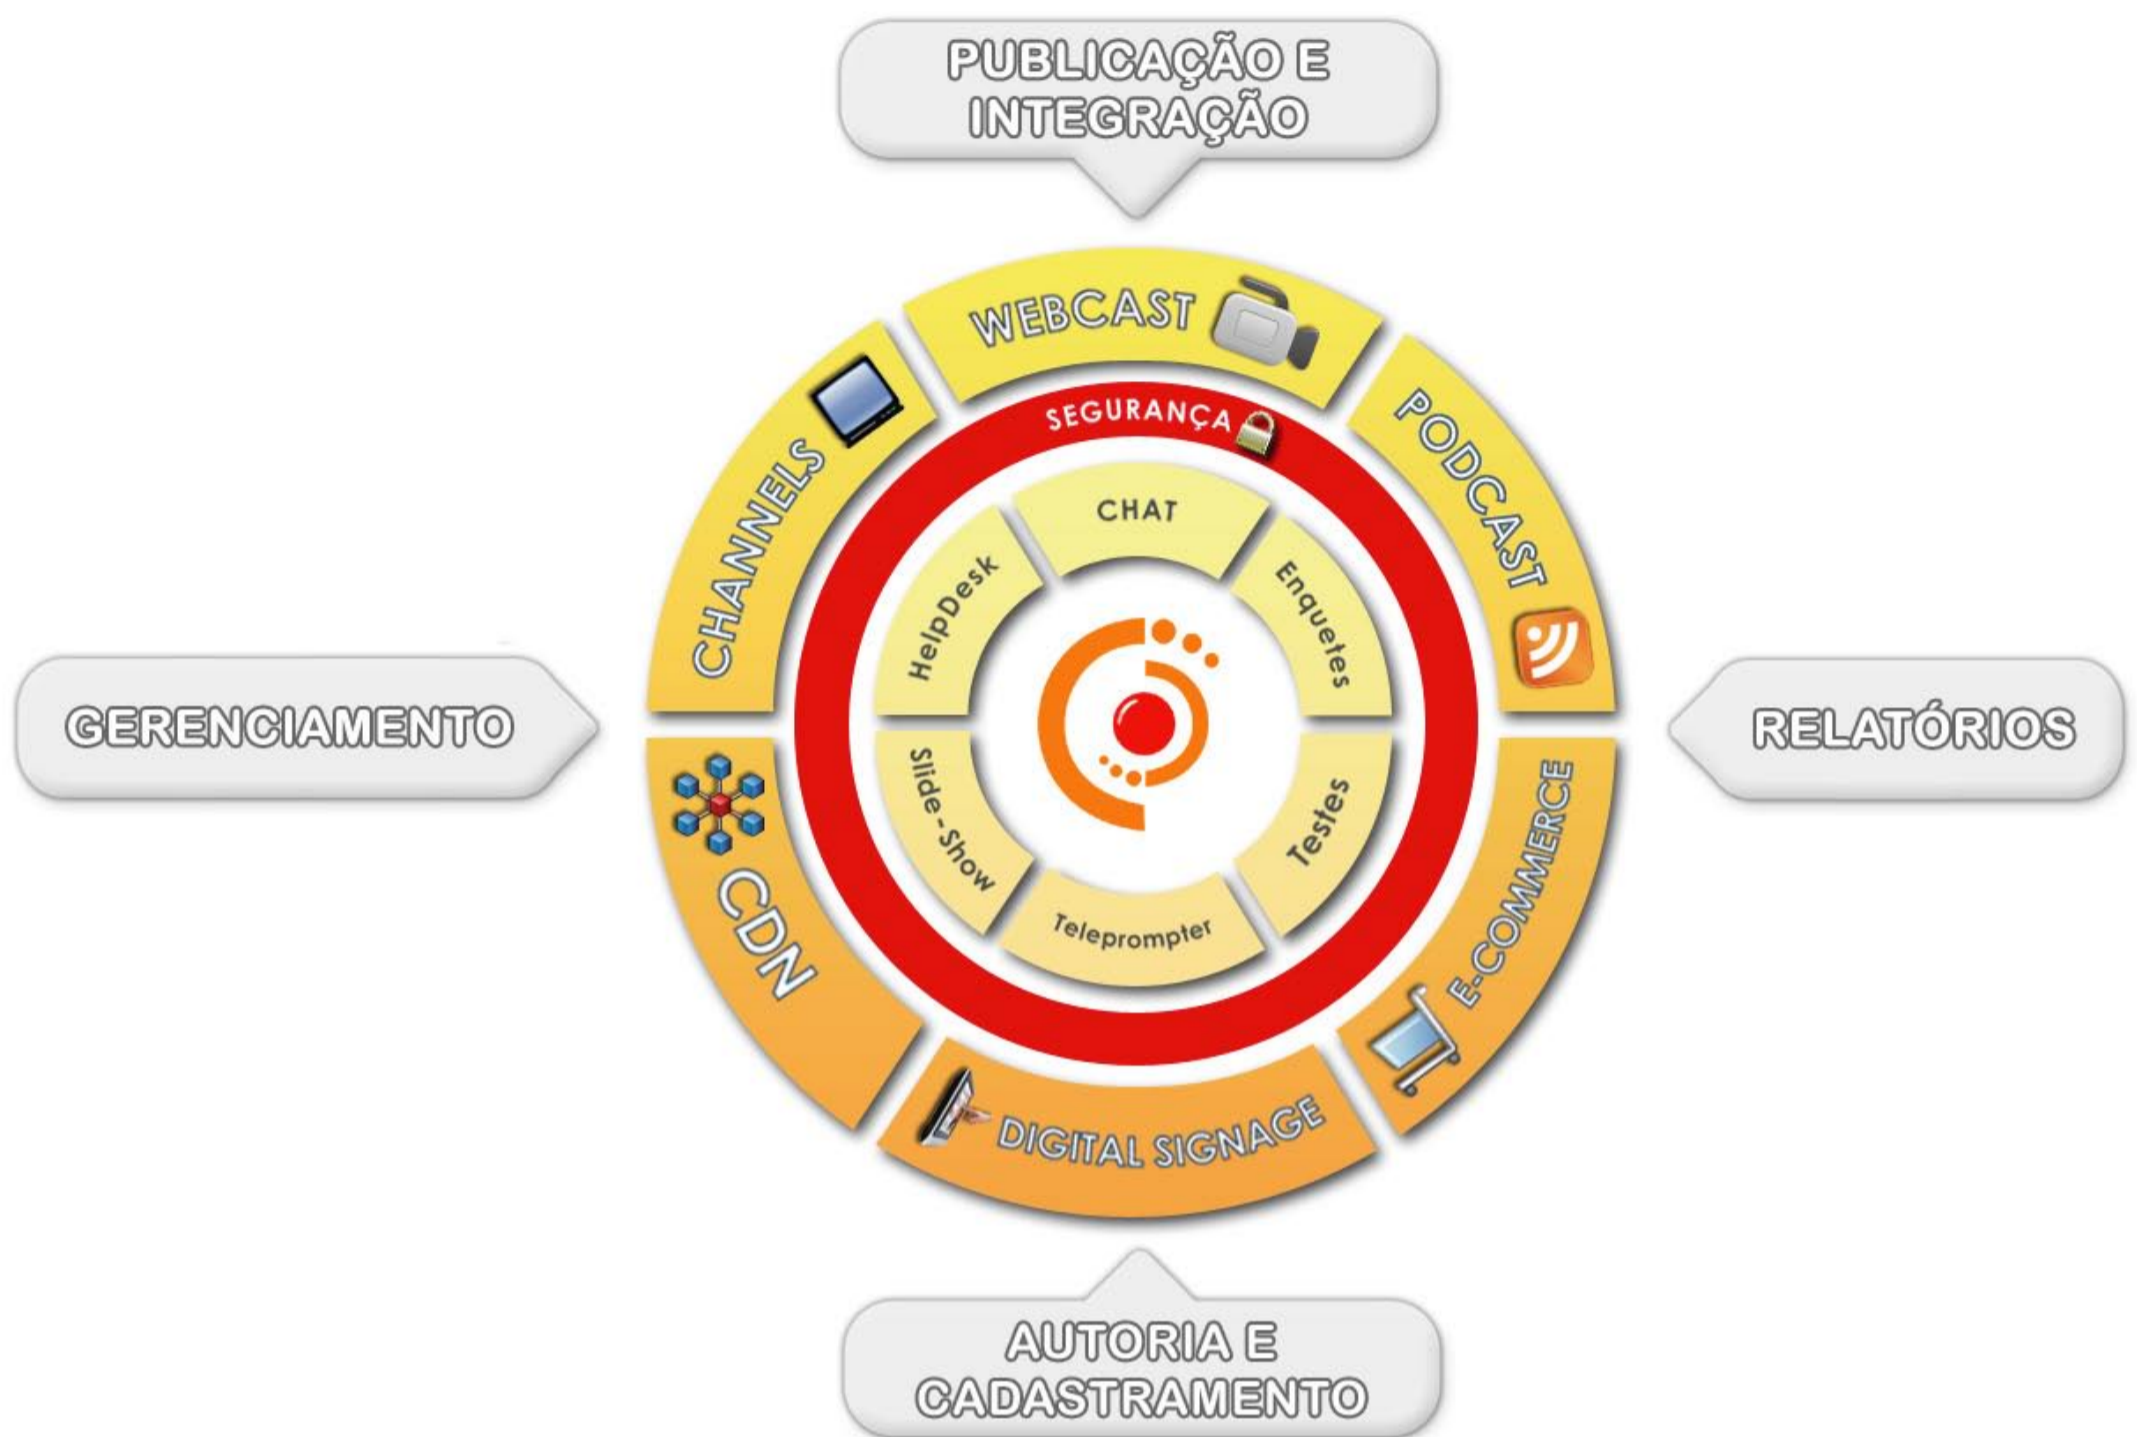 PUBLICAÇÃO E
INTEGRAÇÃO
WEBCAST
CHANNELS
PODCAST
SEGURANÇA
CHAT
HelpDesk
Enquetes
GERENCIAMENTO
RELATÓRIOS
Slide-Show
Testes
Teleprompter
CDN
E-COMMERCE
DIGITAL SIGNAGE
AUTORIA E
CADASTRAMENTO